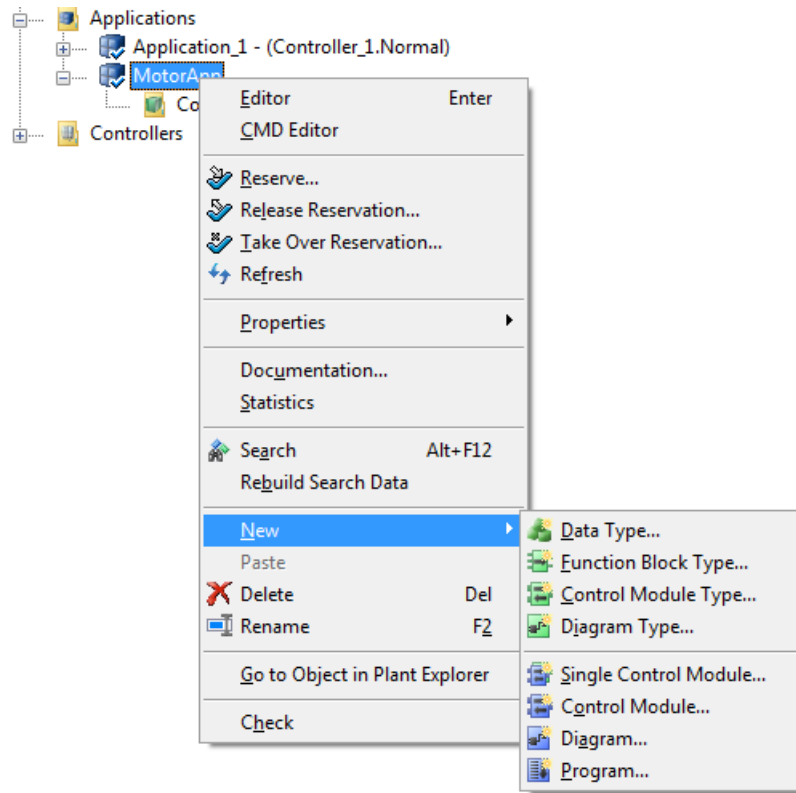 Applications
Application_1 - (Controller_1.Normal)
MotorApp
Co
Controllers
Editor Enter
CMD Editor
Reserve...
Release Reservation...
Take Over Reservation...
Refresh
Properties
Documentation...
Statistics
Search Alt+F12
Rebuild Search Data
New
Paste
Delete Del
Rename F2
Go to Object in Plant Explorer
Check
Data Type...
Function Block Type...
Control Module Type...
Diagram Type...
Single Control Module...
Control Module...
Diagram...
Program...